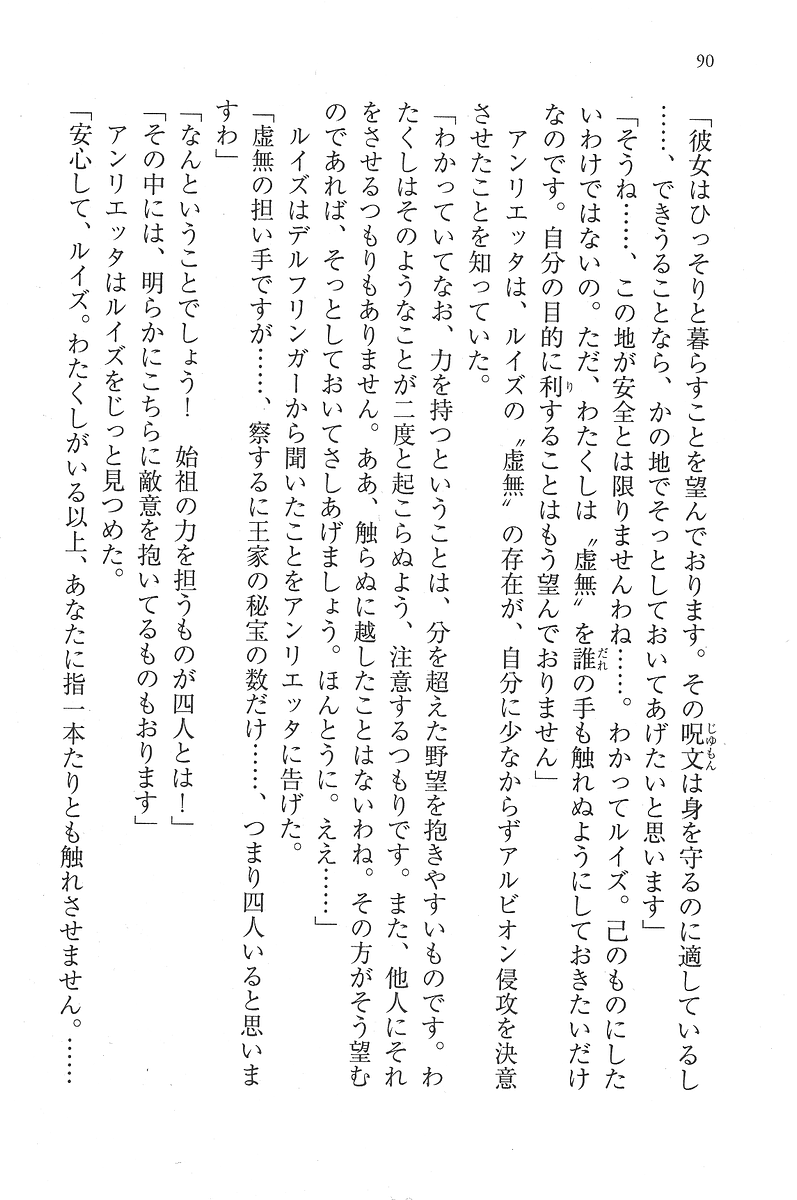 90
「彼女はひっそりと暮らすことを望んでおります。その呪文は身を守るのに適しているし
……、できうることなら、かの地でそっとしておいてあげたいと思います」
「そうね……、この地が安全とは限りませんわね……。わかってルイズ。己のものにした
いわけではないの。ただ、わたくしは〝虚無〟を誰の手も触れぬようにしておきたいだけ
なのです。自分の目的に利することはもう望んでおりません」
　アンリエッタは、ルイズの〝虚無〟の存在が、自分に少なからずアルビオン侵攻を決意
させたことを知っていた。
「わかっていてなお、力を持つということは、分を超えた野望を抱きやすいものです。わ
たくしはそのようなことが二度と起こらぬよう、注意するつもりです。また、他人にそれ
をさせるつもりもありません。ああ、触らぬに越したことはないわね。その方がそう望む
のであれば、そっとしておいてさしあげましょう。ほんとうに。ええ……」
　ルイズはデルフリンガーから聞いたことをアンリエッタに告げた。
「虚無の担い手ですが……、察するに王家の秘宝の数だけ……、つまり四人いると思いま
すわ」
「なんということでしょう！　始祖の力を担うものが四人とは！」
「その中には、明らかにこちらに敵意を抱いてるものもおります」
　アンリエッタはルイズをじっと見つめた。
「安心して、ルイズ。わたくしがいる以上、あなたに指一本たりとも触れさせません。……